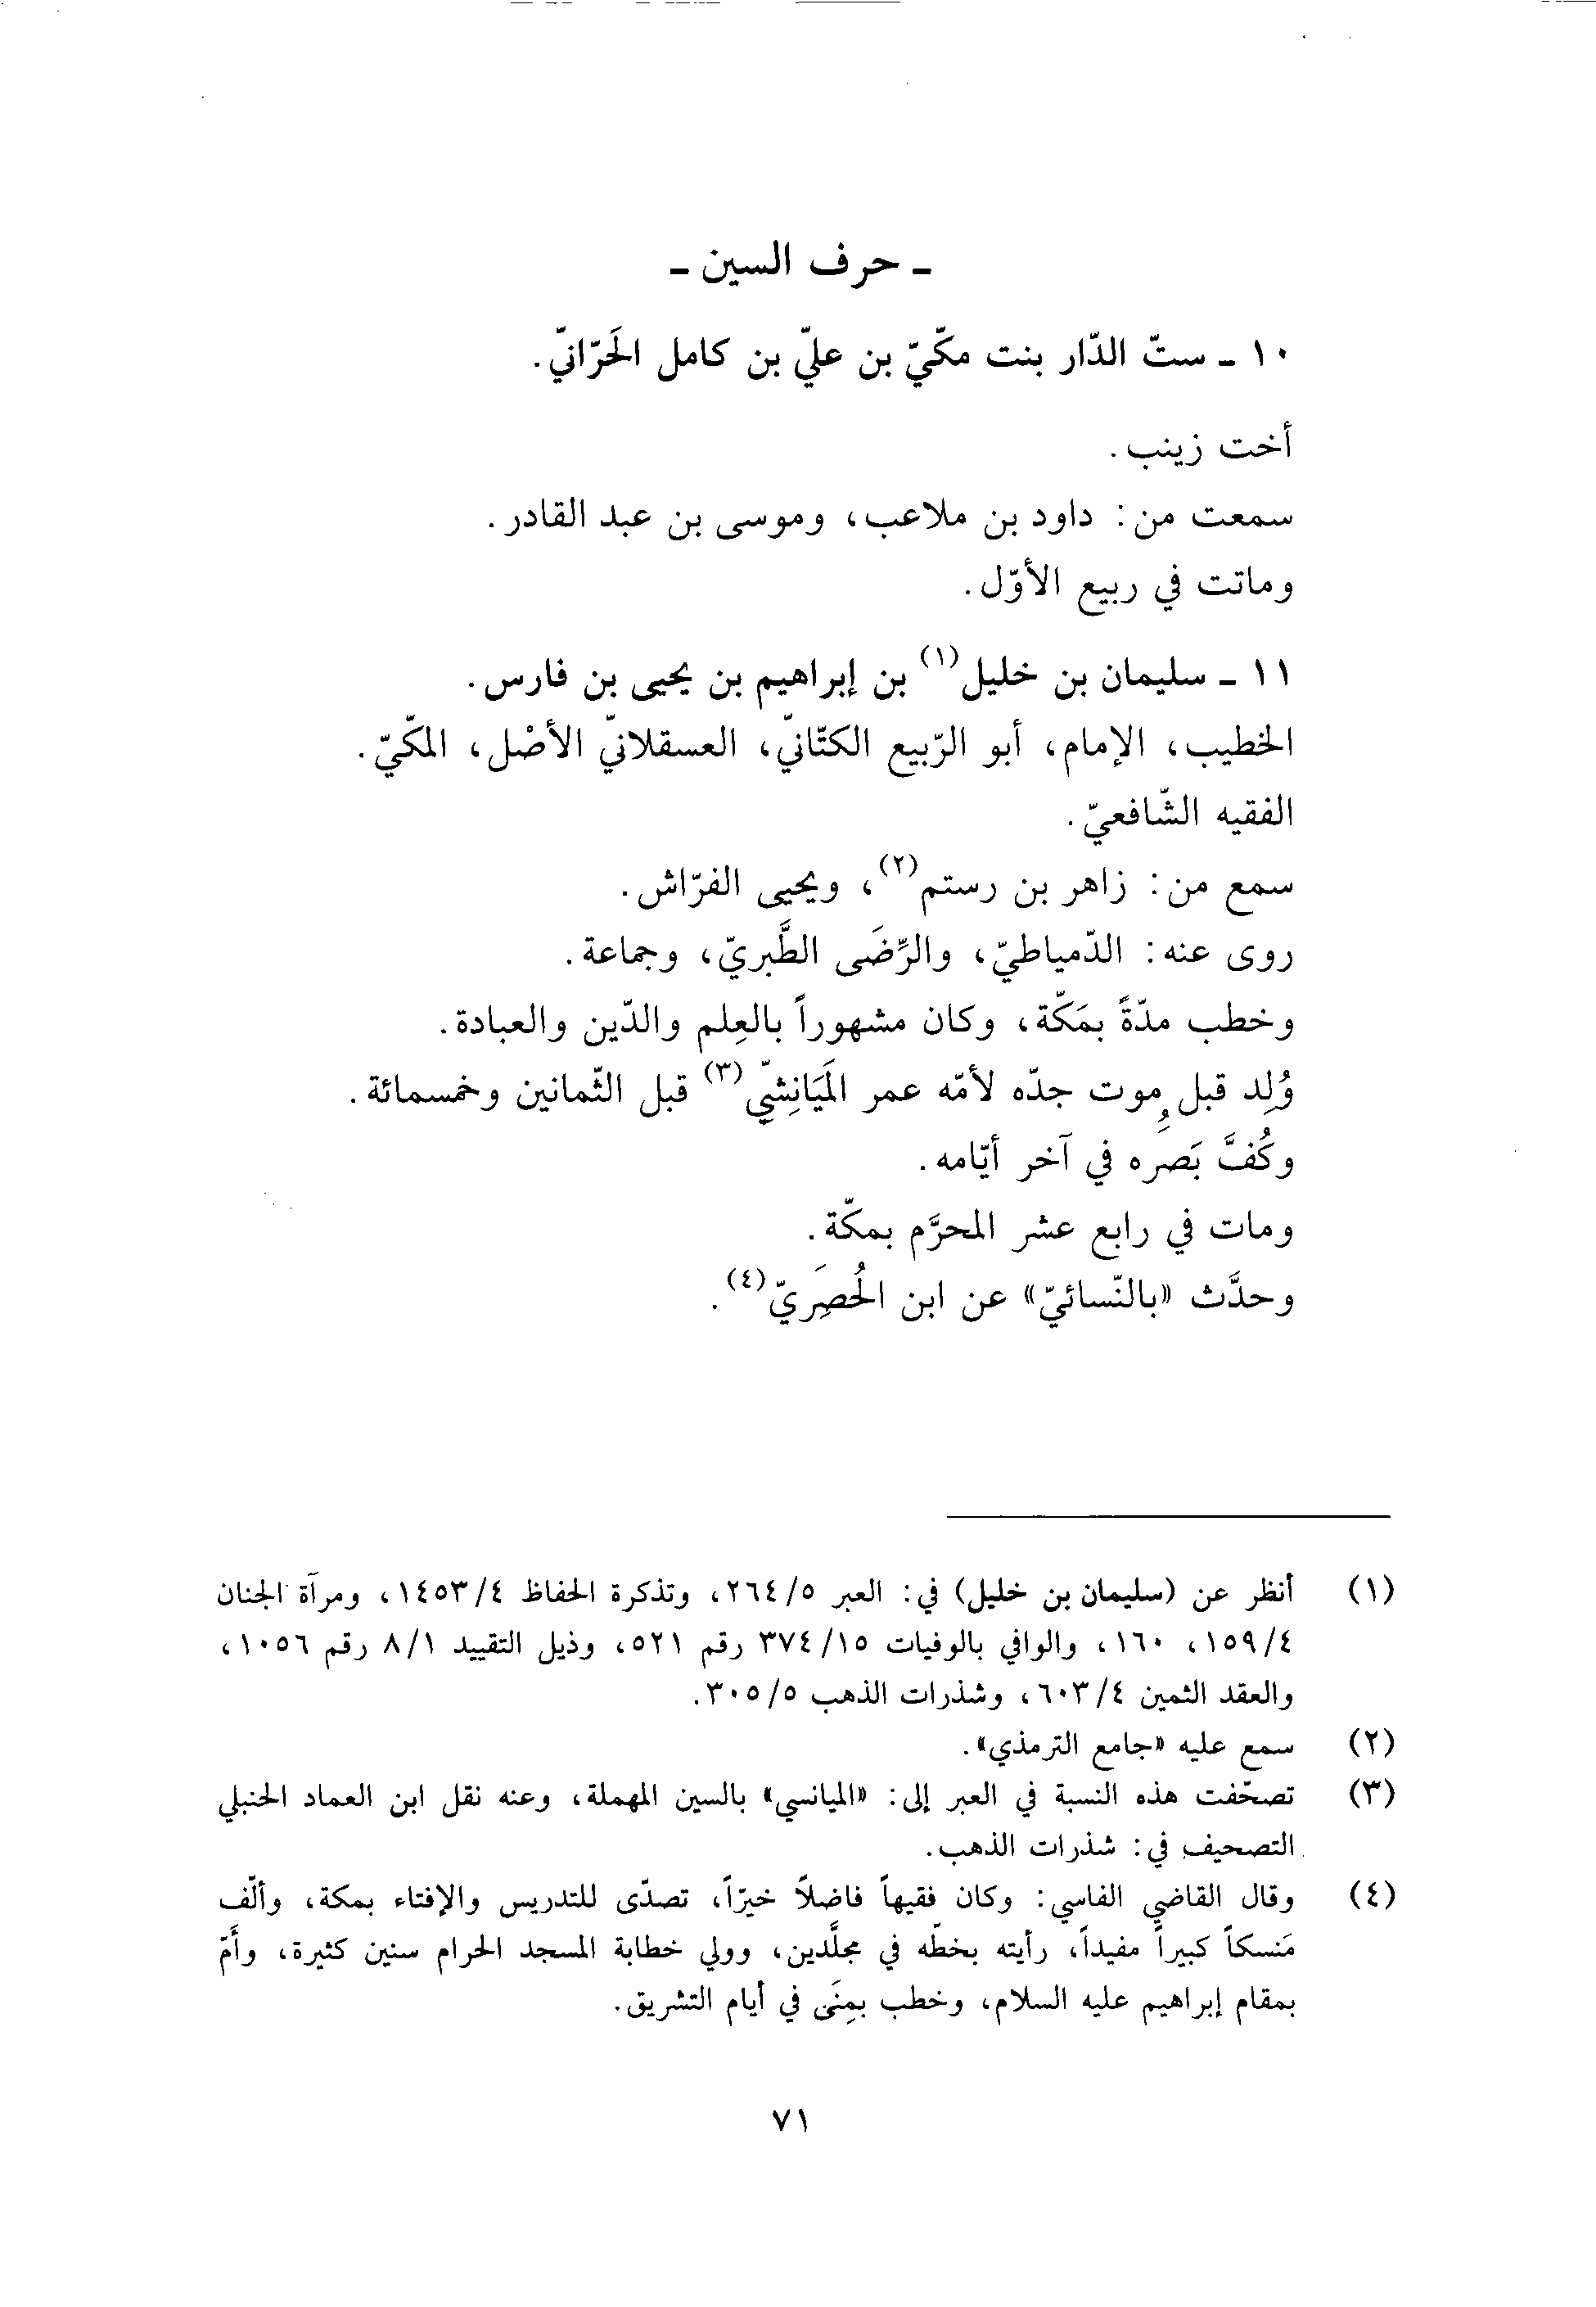 ـ حرف السين ـ
١٠ ـ ستّ الدّار بنت مكّيّ بن عليّ بن كامل الحَرّانيّ.
أخت زينب.
سمعت من: داود بن ملاعب، وموسى بن عبد القادر.
وماتت في ربيع الأوّل.
١١ ـ سليمان بن خليل(١) بن إبراهيم بن يحيى بن فارس.
الخطيب، الإمام، أبو الرّبيع الكتّانيّ، العسقلانيّ الأصْل، المكّيّ.
الفقيه الشّافعيّ.
سمع من: زاهر بن رستم(٢)، ويحيى الفرّاش.
روى عنه: الدّمياطيّ، والرِّضَى الطَّبريّ، وجماعة.
وخطب مدّةً بمَكّة، وكان مشهوراً بالعِلم والدّين والعبادة.
وُلِد قبل موت جدّه لأمّه عمر المَيَانِشيّ(٣) قبل الثّمانين وخمسمائة.
وكُفَّ بَصَرُه في آخر أيّامه.
ومات في رابع عشر المحرَّم بمكّة.
وحدَّث «بالنّسائيّ» عن ابن الحُصَرِيّ(٤).
(١) أنظر عن (سليمان بن خليل) في: العبر ٥/٢٦٤، وتذكرة الحفاظ ٤/١٤٥٣، ومرآة الجنان
٤/١٥٩، ١٦٠، والوافي بالوفيات ١٥/٣٧٤ رقم ٥٢١، وذيل التقييد ٨/١ رقم ١٠٥٦،
والعقد الثمين ٤/٦٠٣، وشذرات الذهب ٥/٣٠٥.
(٢) سمع عليه «جامع الترمذي».
(٣) تصحّفت هذه النسبة في العبر إلى: «الميانسي» بالسين المهملة، وعنه نقل ابن العماد الحنبلي
التصحيف في: شذرات الذهب.
(٤) وقال القاضي الفاسي: وكان فقيهاً فاضلاً خيّراً، تصدّى للتدريس والإفتاء بمكة، وألّف
مَنسكاً كبيراً مفيداً، رأيته بخطّه في مجلَّدين، وولي خطابة المسجد الحرام سنين كثيرة، وأَمّ
بمقام إبراهيم عليه السلام، وخطب بمِنَى في أيام التشريق.
٧١